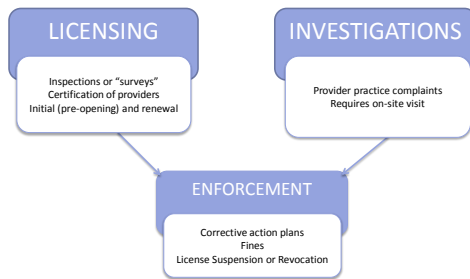 LICENSING
Inspections or “surveys”
Certification of providers
Initial (pre-opening) and renewal
INVESTIGATIONS
Provider practice complaints
Requires on-site visit
ENFORCEMENT
Corrective action plans
Fines
License Suspension or Revocation